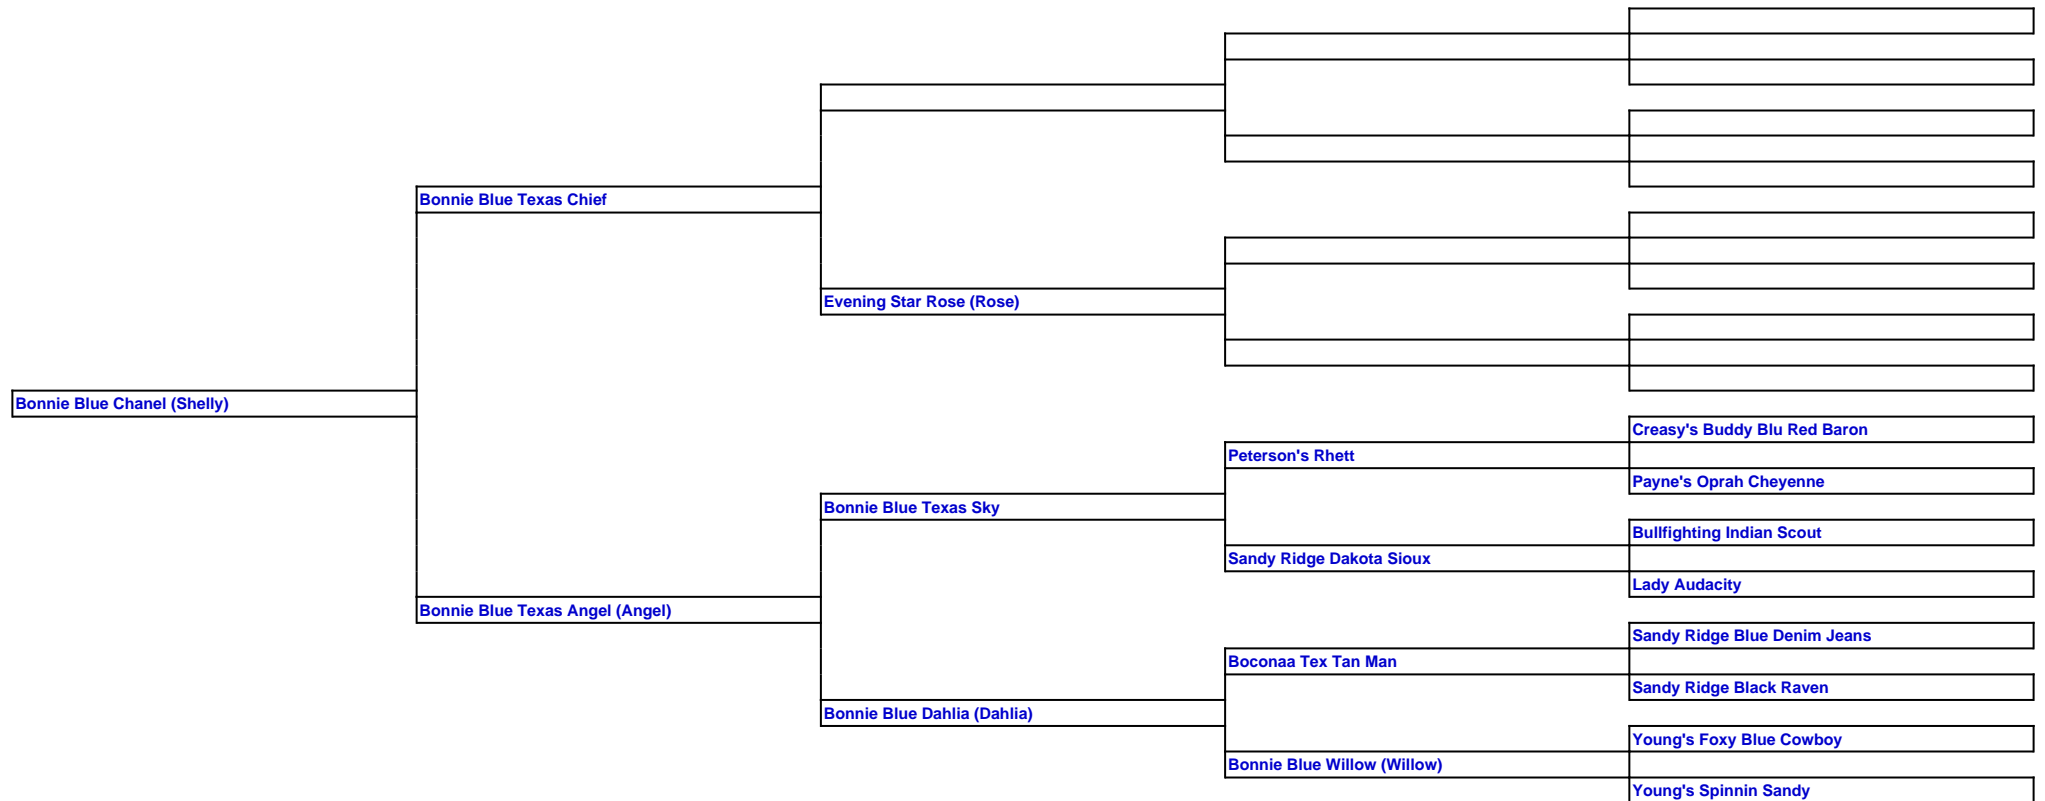 Bonnie Blue Texas Chief
Evening Star Rose (Rose)
Bonnie Blue Chanel (Shelly)
Creasy's Buddy Blu Red Baron
Peterson's Rhett
Payne's Oprah Cheyenne
Bonnie Blue Texas Sky
Bullfighting Indian Scout
Sandy Ridge Dakota Sioux
Lady Audacity
Bonnie Blue Texas Angel (Angel)
Sandy Ridge Blue Denim Jeans
Boconaa Tex Tan Man
Sandy Ridge Black Raven
Bonnie Blue Dahlia (Dahlia)
Young's Foxy Blue Cowboy
Bonnie Blue Willow (Willow)
Young's Spinnin Sandy